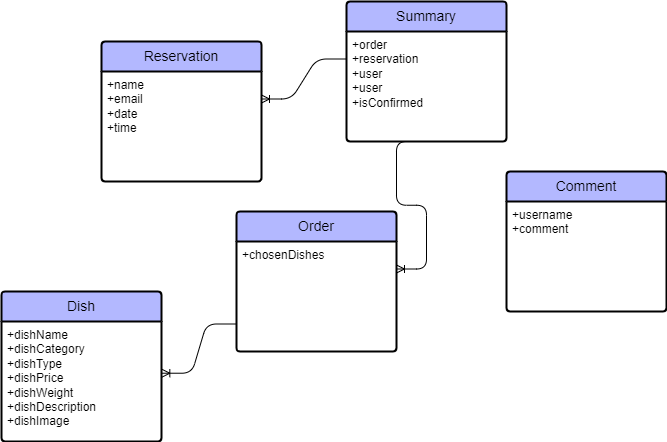 Summary
+order
+reservation
+user
+user
+isConfirmed
Reservation
+name
+email
+date
+time
Comment
+username
+comment
Order
+chosenDishes
Dish
+dishName
+dishCategory
+dishType
+dishPrice
+dishWeight
+dishDescription
+dishImage